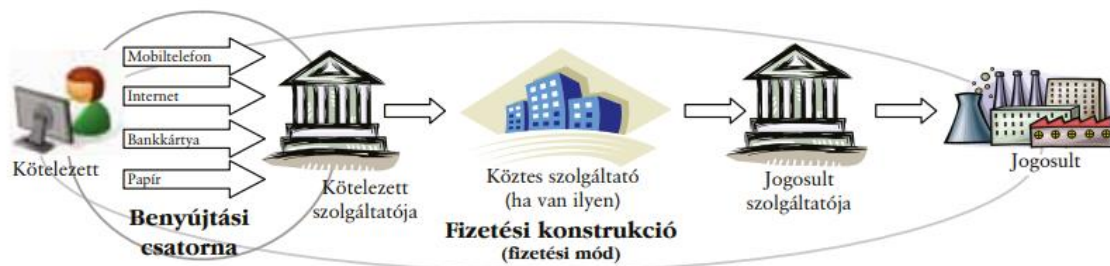 Mobiltelefon
Internet
Bankkártya
Papír
Kötelezett
Benyújtási
csatorna
Kötelezett
szolgáltatója
Köztes szolgáltató
(ha van ilyen)
Fizetési konstrukció
(fizetési mód)
Jogosult
szolgáltatója
Jogosult